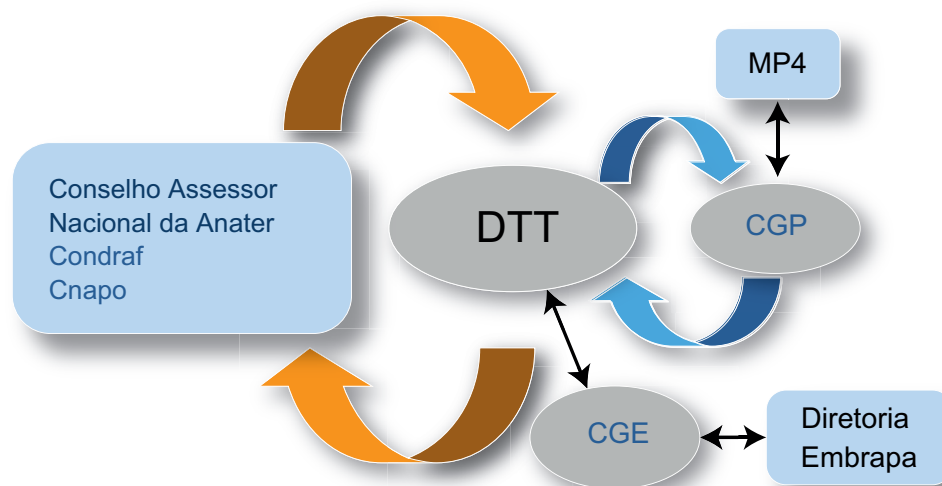 MP4
Conselho Assessor
Nacional da Anater
Condraf
Cnapo
DTT
CGP
CGE
Diretoria
Embrapa